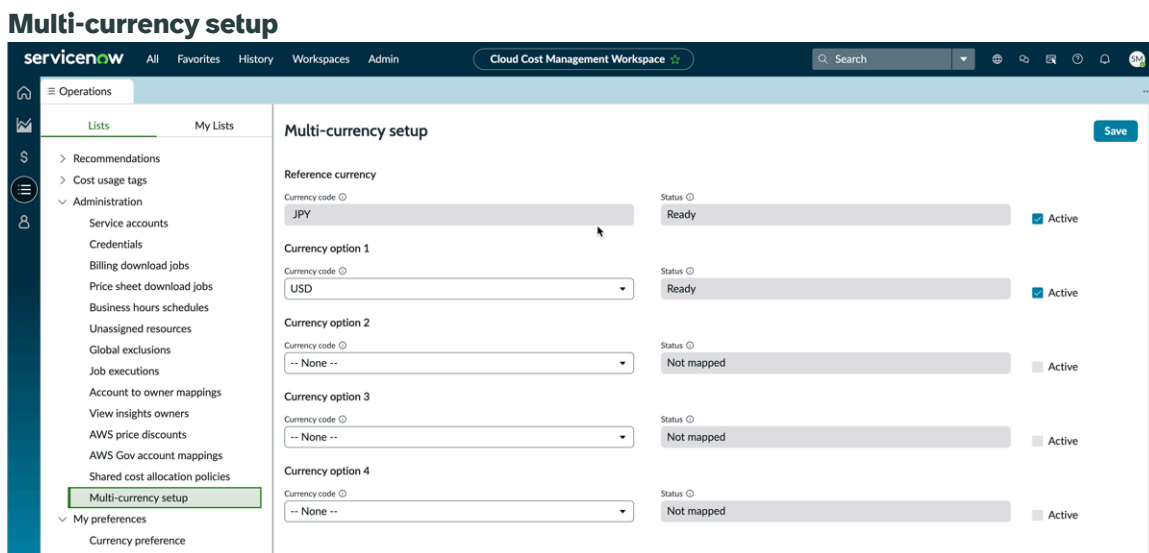 Multi-currency setup
servicenow All Favorites History Workspaces Admin Cloud Cost Management Workspace Search SM
Operations
Lists My Lists
Recommendations
Cost usage tags
Administration
Service accounts
Credentials
Billing download jobs
Price sheet download jobs
Business hours schedules
Unassigned resources
Global exclusions
Job executions
Account to owner mappings
View insights owners
AWS price discounts
AWS Gov account mappings
Shared cost allocation policies
Multi-currency setup
My preferences
Currency preference
Multi-currency setup Save
Reference currency
Currency code Status
JPY Ready Active
Currency option 1
Currency code Status
USD Ready Active
Currency option 2
Currency code Status
-- None -- Not mapped Active
Currency option 3
Currency code Status
-- None -- Not mapped Active
Currency option 4
Currency code Status
-- None -- Not mapped Active